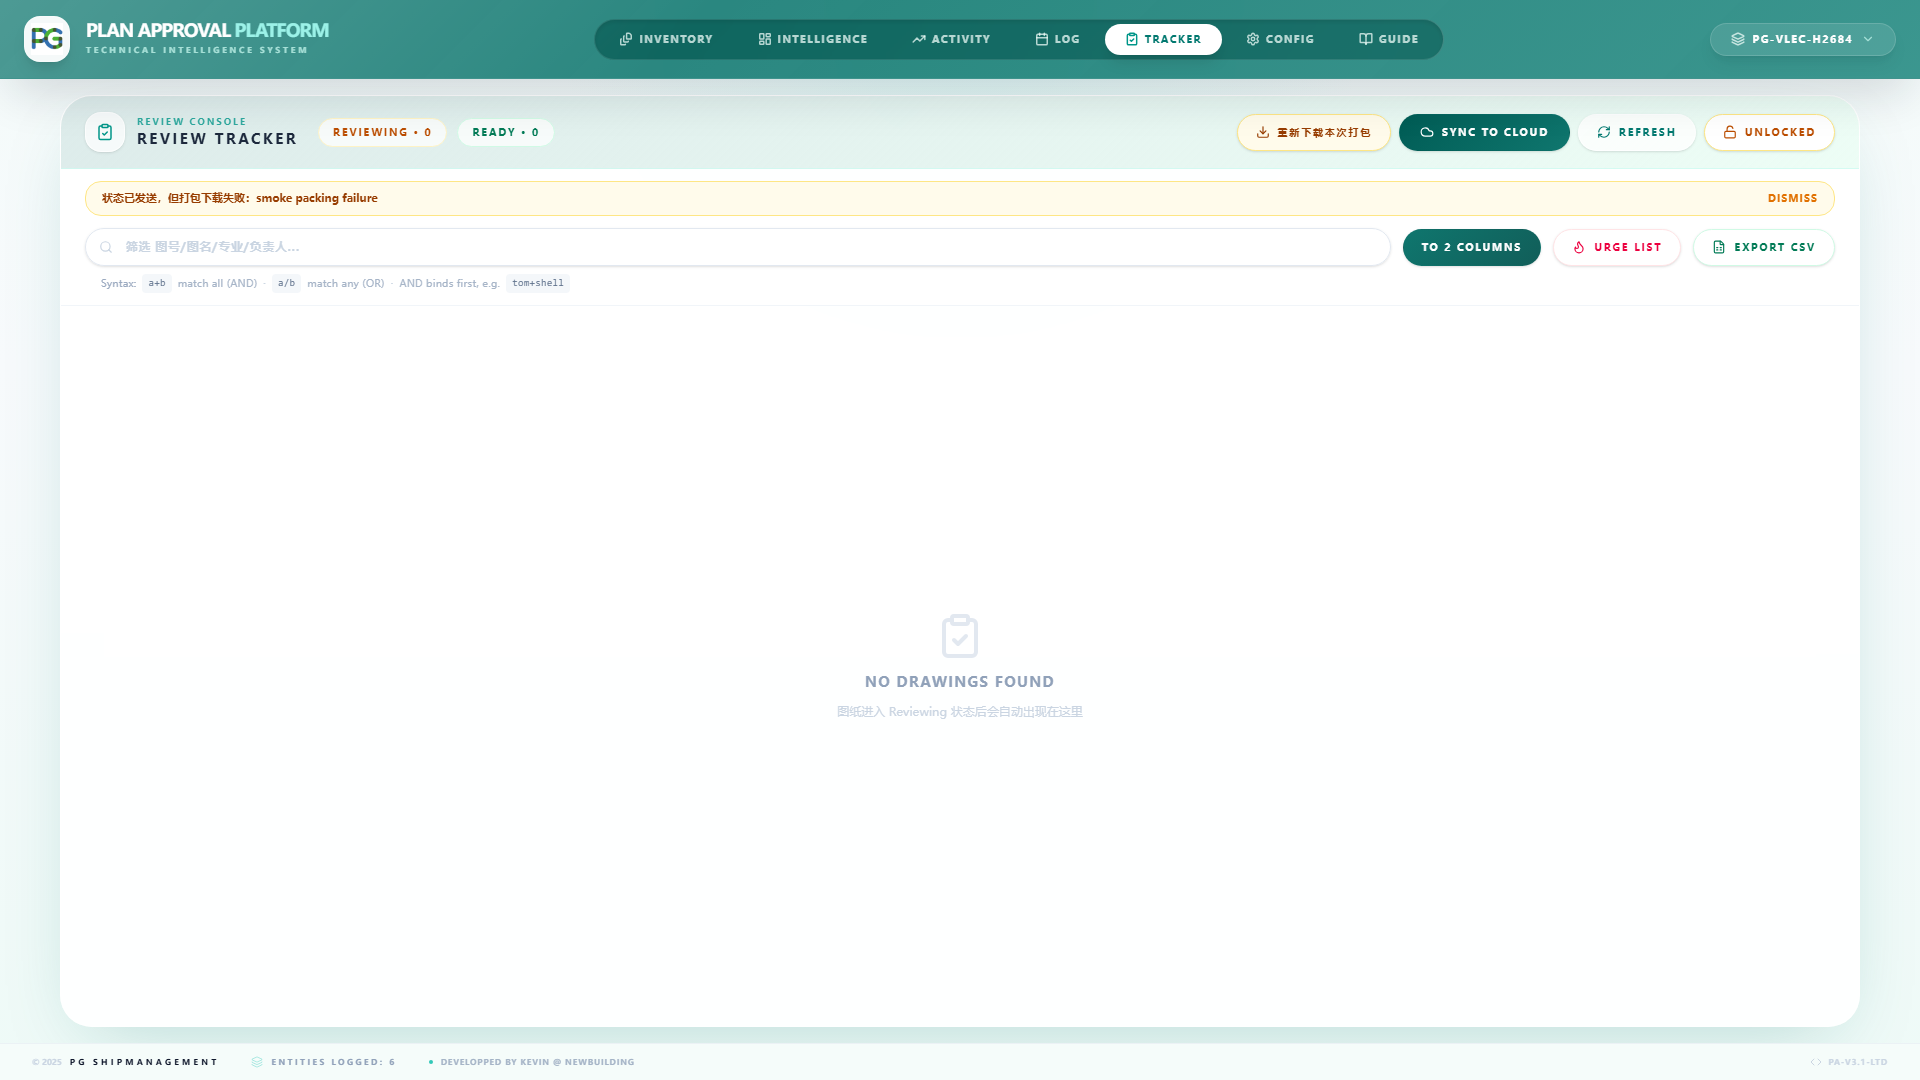 PG PLAN APPROVAL PLATFORM
TECHNICAL INTELLIGENCE SYSTEM
INVENTORY INTELLIGENCE ACTIVITY LOG TRACKER CONFIG GUIDE
PG-VLEC-H2684
REVIEW CONSOLE
REVIEW TRACKER
REVIEWING • 0 READY • 0
重新下载本次打包 SYNC TO CLOUD REFRESH UNLOCKED
状态已发送，但打包下载失败：smoke packing failure DISMISS
筛选 图号/图名/专业/负责人... TO 2 COLUMNS URGE LIST EXPORT CSV
Syntax: a+b match all (AND) · a/b match any (OR) · AND binds first, e.g. tom+shell
NO DRAWINGS FOUND
图纸进入 Reviewing 状态后会自动出现在这里
© 2025 PG SHIPMANAGEMENT ENTITIES LOGGED: 6 • DEVELOPPED BY KEVIN @ NEWBUILDING PA-V3.1-LTD